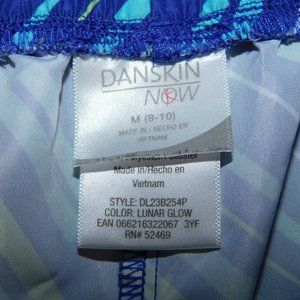 DANSKIN
NOW
M (8-10)
MADE IN / HECHO EN
VIETNAM
Made in/Hecho en
Vietnam
STYLE: DL23B254P
COLOR: LUNAR GLOW
EAN 066216322067 3YF
RN# 52469